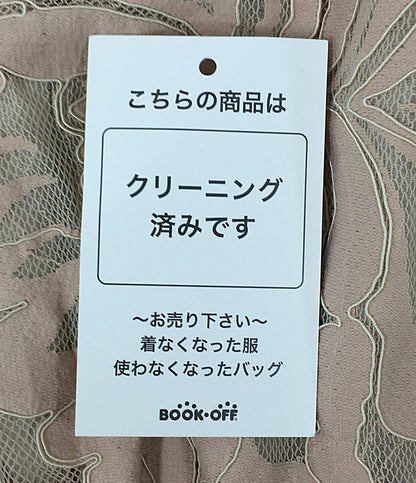 こちらの商品は
クリーニング
済みです
～お売り下さい～
着なくなった服
使わなくなったバッグ
BOOK・OFF